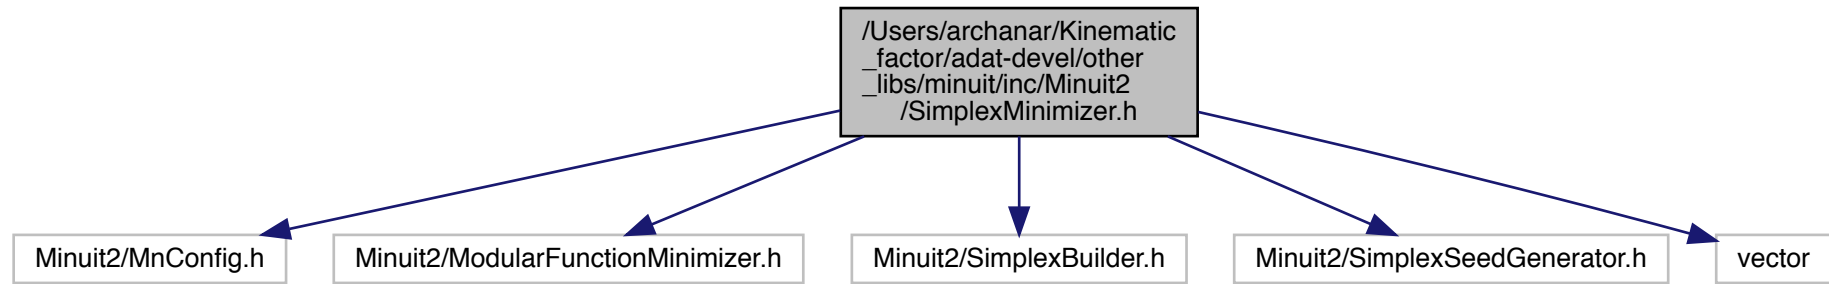 /Users/archanar/Kinematic
_factor/adat-devel/other
_libs/minuit/inc/Minuit2
/SimplexMinimizer.h
Minuit2/MnConfig.h
Minuit2/ModularFunctionMinimizer.h
Minuit2/SimplexBuilder.h
Minuit2/SimplexSeedGenerator.h
vector